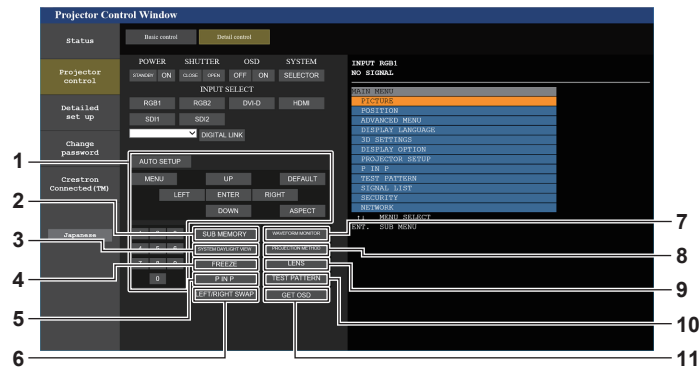 Projector Control Window
Status
Basic control
Detail control
POWER SHUTTER OSD SYSTEM
STANDBY ON CLOSE OPEN OFF ON SELECTOR
INPUT SELECT
RGB1 RGB2 DVI-D HDMI
SDI1 SDI2
DIGITAL LINK
Projector
control
Detailed
set up
Change
password
Crestron
Connected(TM)
Japanese
AUTO SETUP
MENU UP DEFAULT
LEFT ENTER RIGHT
DOWN ASPECT
SUB MEMORY WAVEFORM MONITOR
SYSTEM DAYLIGHT VIEW PROJECTION METHOD
FREEZE LENS
0 P IN P TEST PATTERN
LEFT/RIGHT SWAP GET OSD
INPUT RGB1
NO SIGNAL
MAIN MENU
PICTURE
POSITION
ADVANCED MENU
DISPLAY LANGUAGE
3D SETTINGS
DISPLAY OPTION
PROJECTOR SETUP
P IN P
TEST PATTERN
SIGNAL LIST
SECURITY
NETWORK
↑↓ MENU SELECT
ENT. SUB MENU
1
2
3
4
5
6
7
8
9
10
11